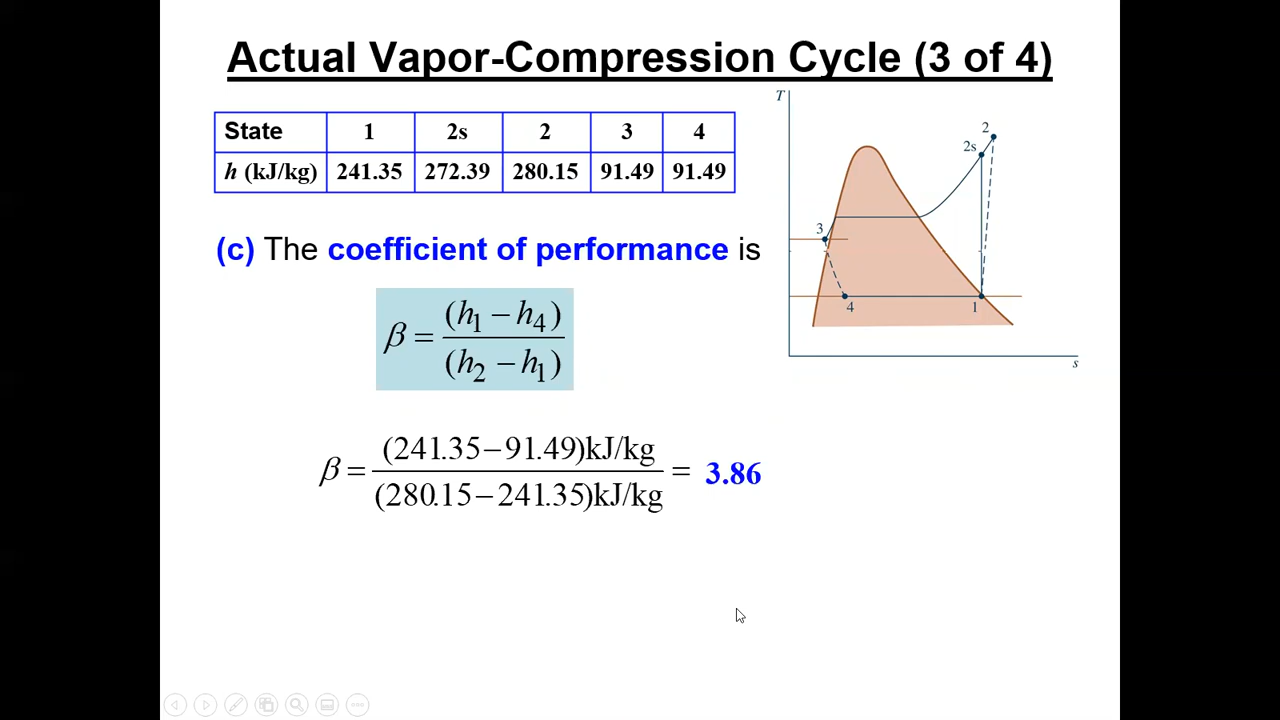 Actual Vapor-Compression Cycle (3 of 4)
State 1 2s 2 3 4
h (kJ/kg) 241.35 272.39 280.15 91.49 91.49
(c) The coefficient of performance is
β = (h1 − h4) / (h2 − h1)
β = (241.35−91.49)kJ/kg / (280.15−241.35)kJ/kg = 3.86
T
2
2s
3
4
1
s